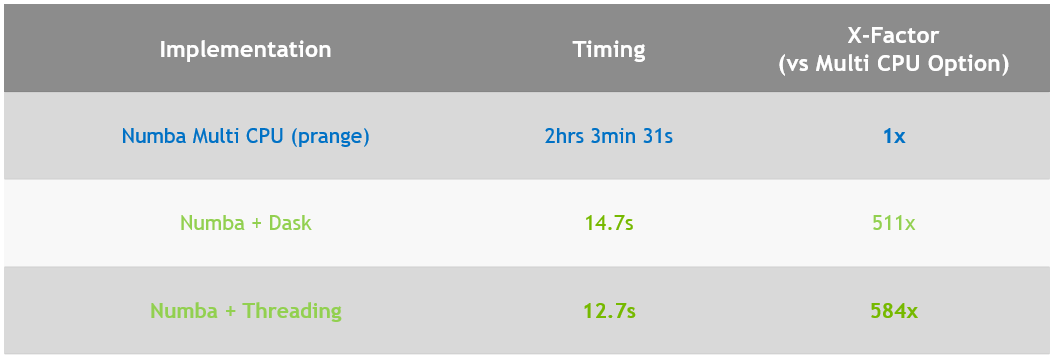 Implementation
Timing
X-Factor
(vs Multi CPU Option)
Numba Multi CPU (prange)
2hrs 3min 31s
1x
Numba + Dask
14.7s
511x
Numba + Threading
12.7s
584x